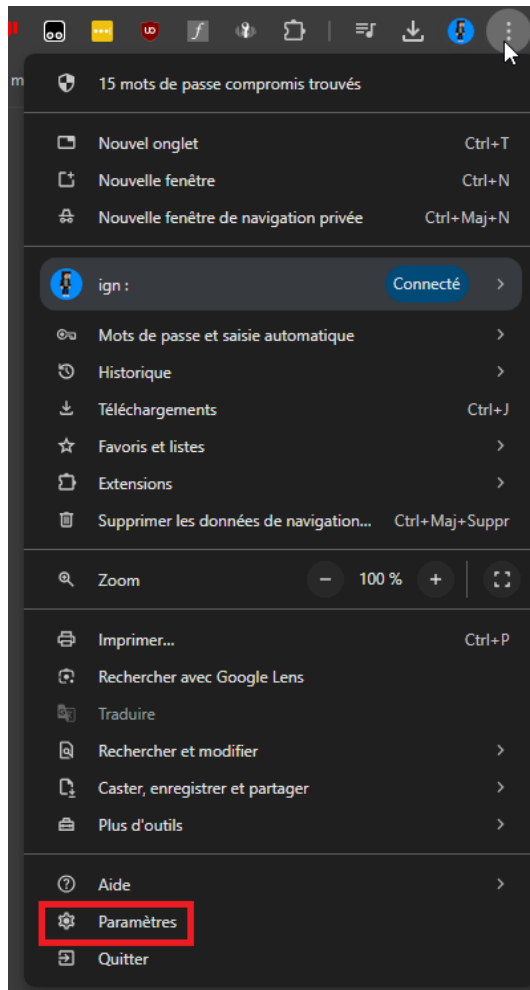 m
15 mots de passe compromis trouvés
Nouvel onglet Ctrl+T
Nouvelle fenêtre Ctrl+N
Nouvelle fenêtre de navigation privée Ctrl+Maj+N
ign : Connecté
Mots de passe et saisie automatique
Historique
Téléchargements Ctrl+J
Favoris et listes
Extensions
Supprimer les données de navigation... Ctrl+Maj+Suppr
Zoom − 100 % +
Imprimer... Ctrl+P
Rechercher avec Google Lens
Traduire
Rechercher et modifier
Caster, enregistrer et partager
Plus d'outils
Aide
Paramètres
Quitter